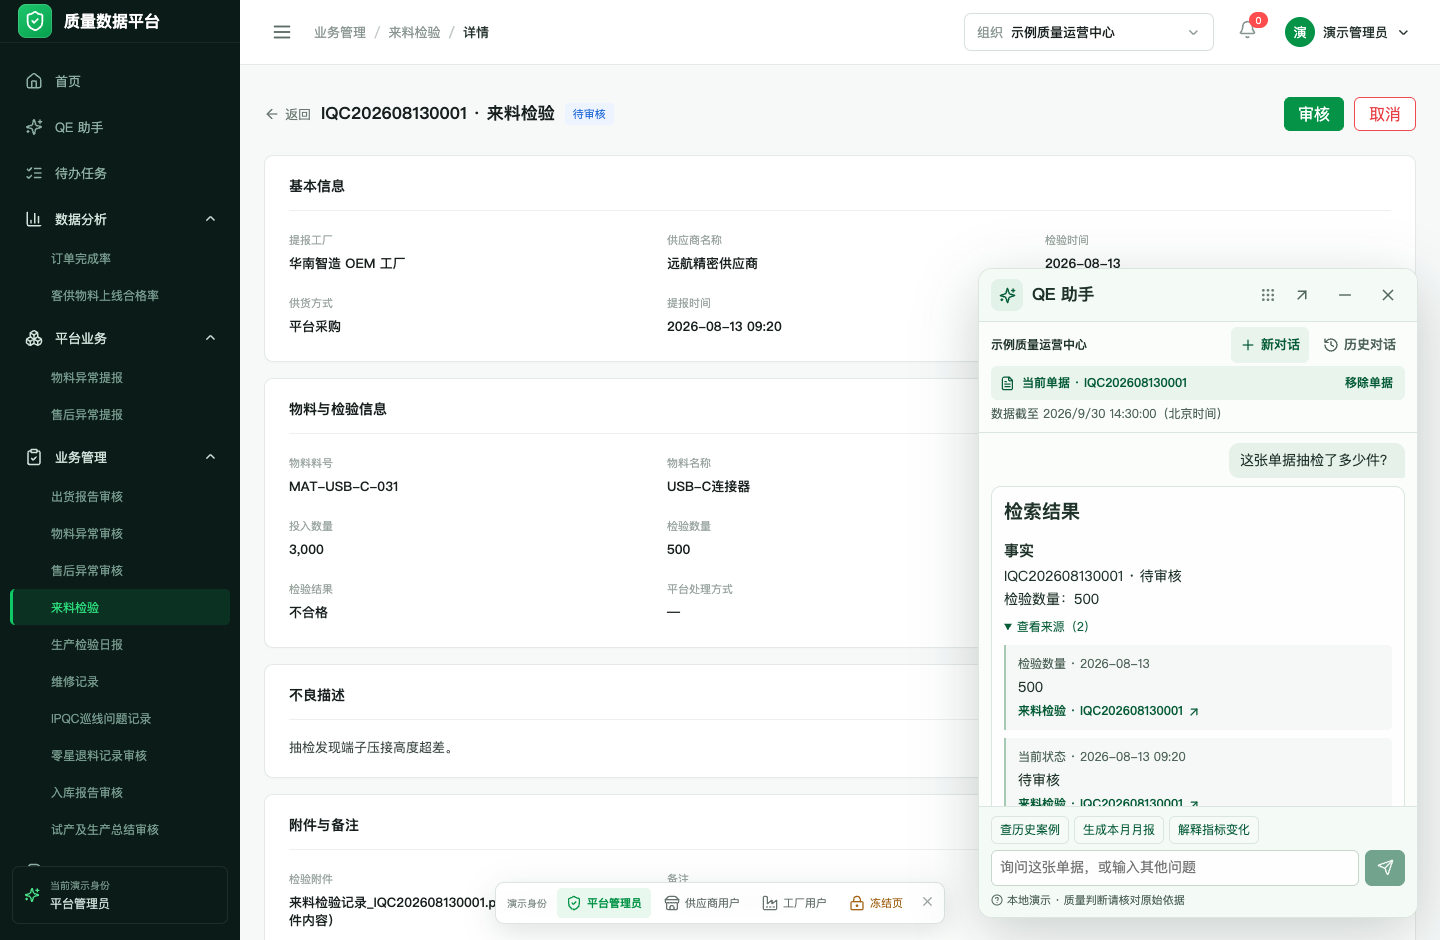 质量数据平台
首页
QE 助手
待办任务
数据分析
订单完成率
客供物料上线合格率
平台业务
物料异常提报
售后异常提报
业务管理
出货报告审核
物料异常审核
售后异常审核
来料检验
生产检验日报
维修记录
IPQC巡线问题记录
零星退料记录审核
入库报告审核
试产及生产总结审核
当前演示身份
平台管理员
业务管理 / 来料检验 / 详情
组织 示例质量运营中心
0
演 演示管理员
返回 IQC202608130001 · 来料检验 待审核
审核 取消
基本信息
提报工厂 供应商名称 检验时间
华南智造 OEM 工厂 远航精密供应商 2026-08-13
供货方式 提报时间
平台采购 2026-08-13 09:20
物料与检验信息
物料料号 物料名称
MAT-USB-C-031 USB-C连接器
投入数量 检验数量
3,000 500
检验结果 平台处理方式
不合格 —
不良描述
抽检发现端子压接高度超差。
附件与备注
检验附件 备注
来料检验记录_IQC202608130001.p
件内容）
演示身份 平台管理员 供应商用户 工厂用户 冻结页
QE 助手
示例质量运营中心 新对话 历史对话
当前单据 · IQC202608130001 移除单据
数据截至 2026/9/30 14:30:00（北京时间）
这张单据抽检了多少件？
检索结果
事实
IQC202608130001 · 待审核
检验数量：500
▼ 查看来源（2）
检验数量 · 2026-08-13
500
来料检验 · IQC202608130001
当前状态 · 2026-08-13 09:20
待审核
来料检验 · IQC202608130001
查历史案例 生成本月月报 解释指标变化
询问这张单据，或输入其他问题
本地演示 · 质量判断请核对原始依据